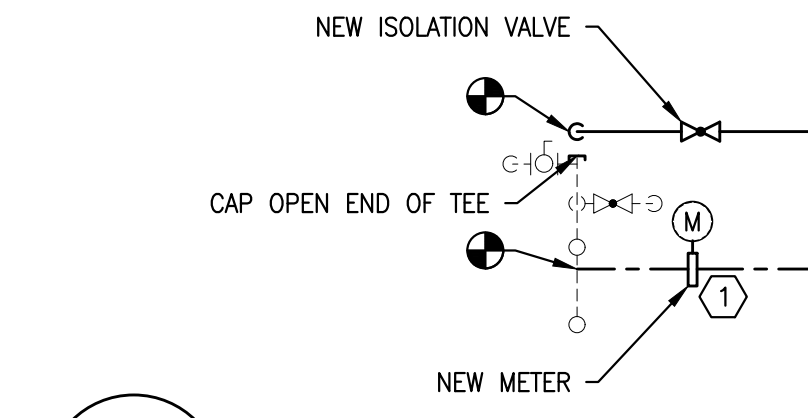 NEW ISOLATION VALVE
CAP OPEN END OF TEE
M
1
NEW METER